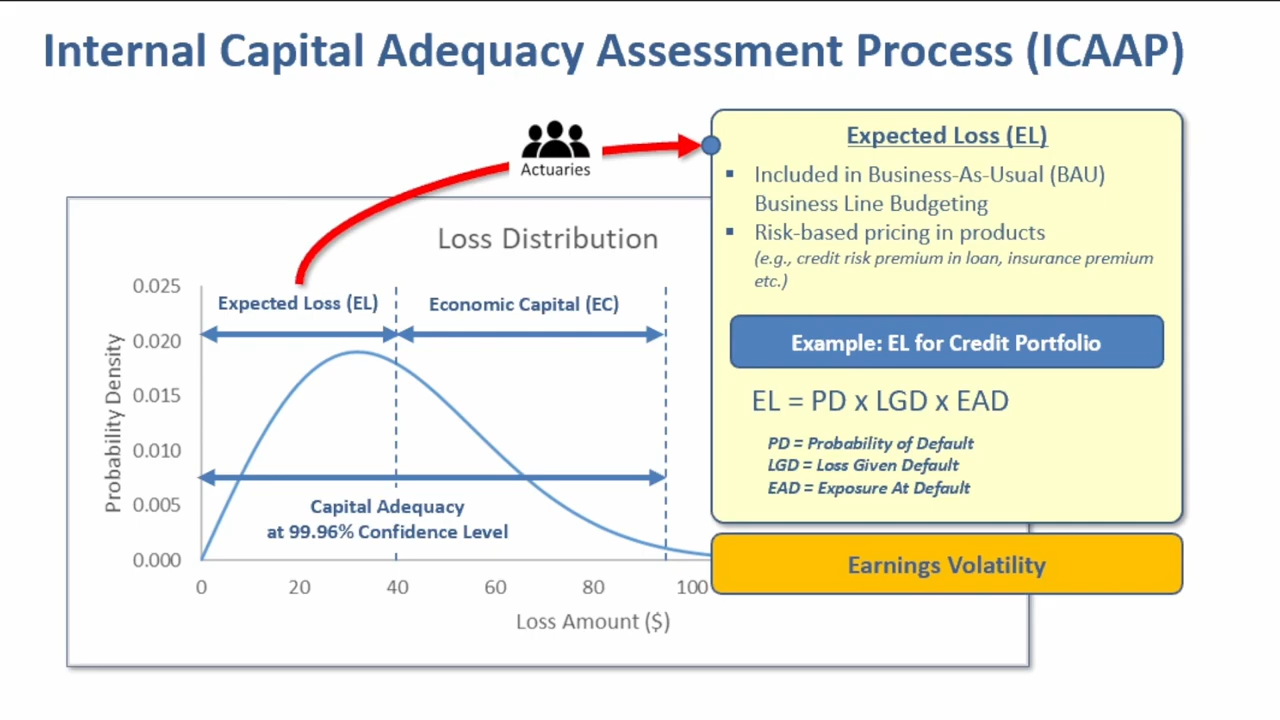 Internal Capital Adequacy Assessment Process (ICAAP)
Actuaries
Expected Loss (EL)
▪ Included in Business-As-Usual (BAU)
Business Line Budgeting
▪ Risk-based pricing in products
(e.g., credit risk premium in loan, insurance premium
etc.)
Example: EL for Credit Portfolio
EL = PD x LGD x EAD
PD = Probability of Default
LGD = Loss Given Default
EAD = Exposure At Default
Earnings Volatility
Loss Distribution
Probability Density
0.025
0.020
0.015
0.010
0.005
0.000
Expected Loss (EL)
Economic Capital (EC)
Capital Adequacy
at 99.96% Confidence Level
0 20 40 60 80 100
Loss Amount ($)